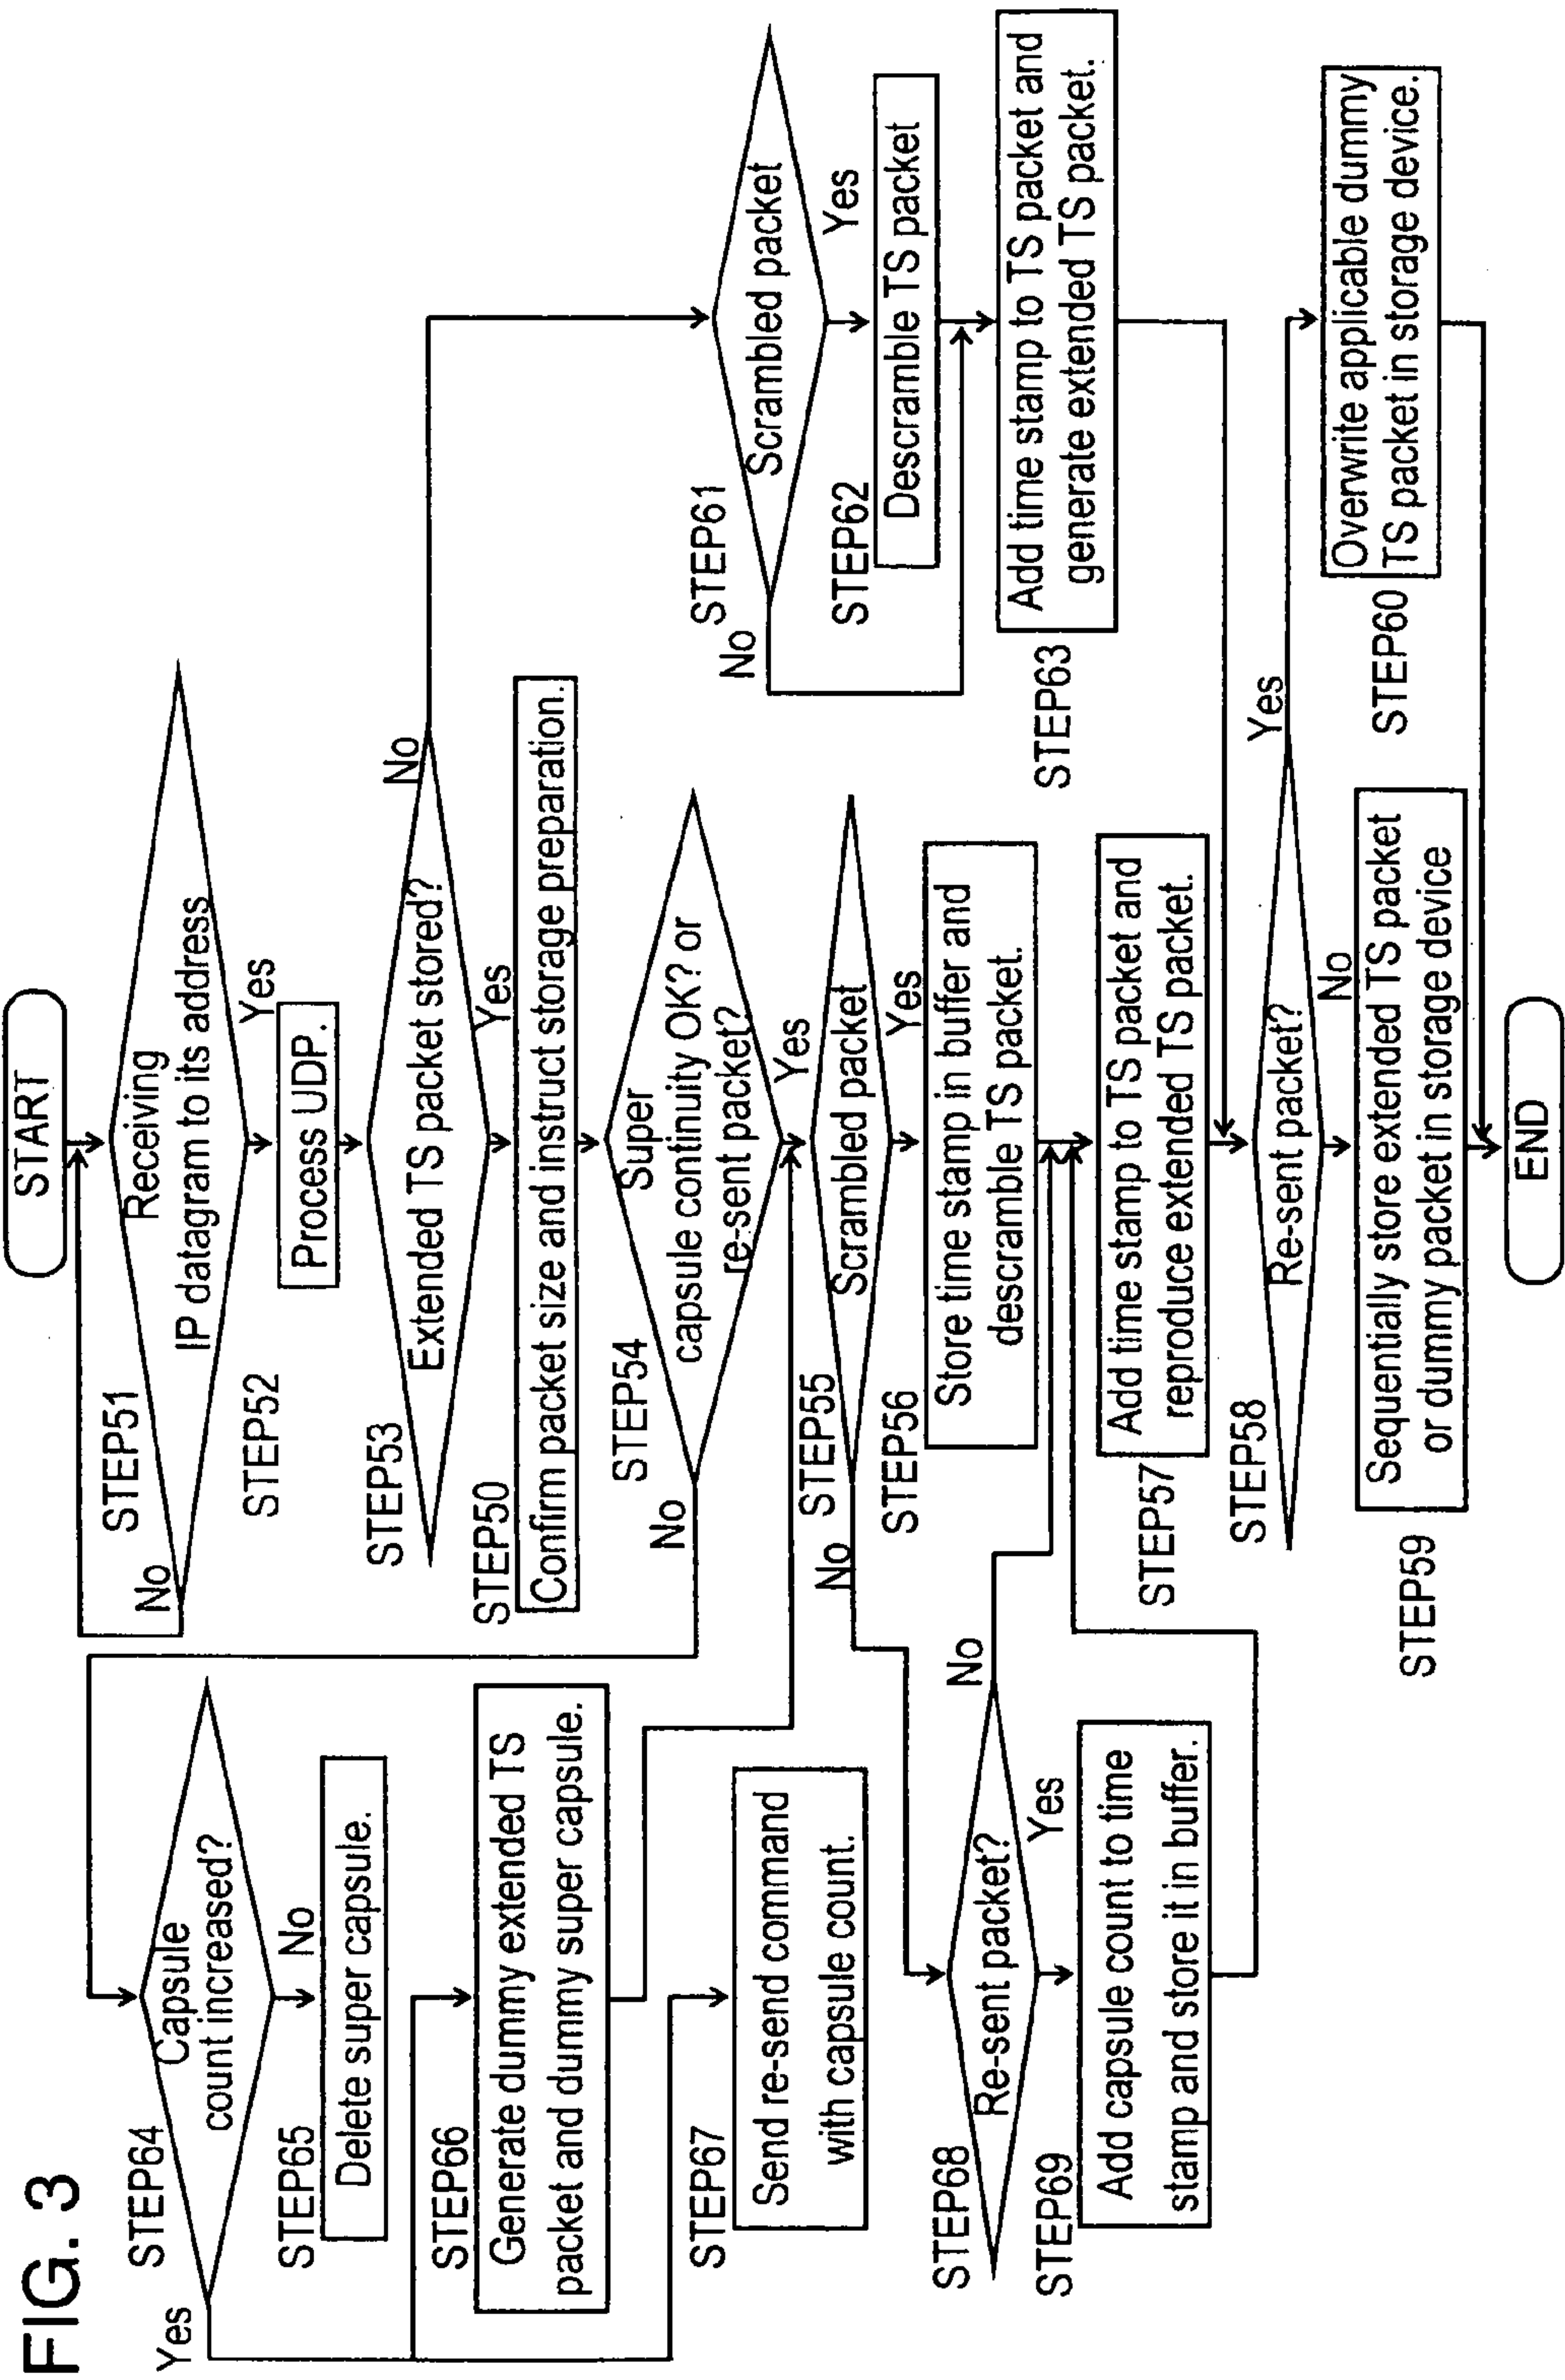 FIG. 3
START
STEP51
Receiving
IP datagram to its address
No
Yes
STEP52
Process UDP.
STEP53
Extended TS packet stored?
No
Yes
STEP50
Confirm packet size and instruct storage preparation.
STEP54
Super
capsule continuity OK? or
re-sent packet?
No
Yes
STEP55
Scrambled packet
No
Yes
STEP56
Store time stamp in buffer and
descramble TS packet.
STEP57
Add time stamp to TS packet and
reproduce extended TS packet.
STEP58
Re-sent packet?
Yes
No
STEP59
Sequentially store extended TS packet
or dummy packet in storage device
END
STEP64
Capsule
count increased?
Yes
No
STEP65
Delete super capsule.
STEP66
Generate dummy extended TS
packet and dummy super capsule.
STEP67
Send re-send command
with capsule count.
STEP68
Re-sent packet?
No
Yes
STEP69
Add capsule count to time
stamp and store it in buffer.
STEP61
Scrambled packet
No
Yes
STEP62
Descramble TS packet
STEP63
Add time stamp to TS packet and
generate extended TS packet.
STEP60
Overwrite applicable dummy
TS packet in storage device.